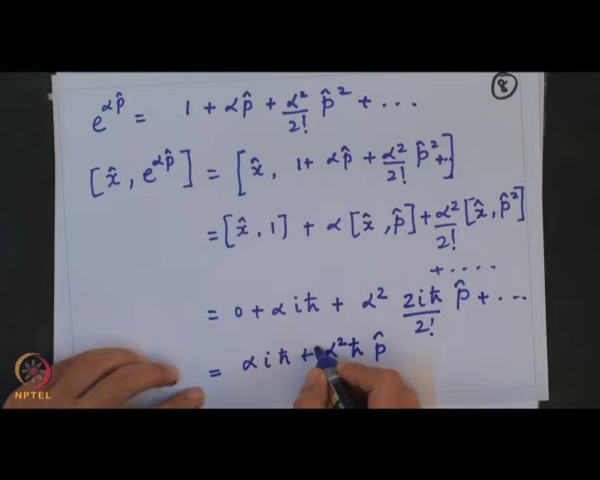 ⑧
e^{αp̂} = 1 + αp̂ + α²/2! p̂² + ...
[x̂, e^{αp̂}] = [x̂, 1 + αp̂ + α²/2! p̂² + ..]
= [x̂, 1] + α [x̂, p̂] + α²/2! [x̂, p̂²]
+ ....
= 0 + α iħ + α² 2iħ/2! p̂ + ...
= α iħ + α² ħ p̂
NPTEL